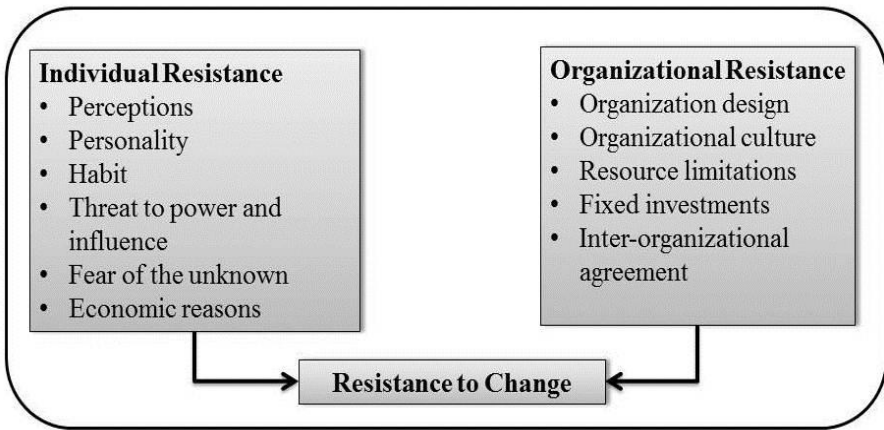 Individual Resistance
• Perceptions
• Personality
• Habit
• Threat to power and
influence
• Fear of the unknown
• Economic reasons
Organizational Resistance
• Organization design
• Organizational culture
• Resource limitations
• Fixed investments
• Inter-organizational
agreement
Resistance to Change